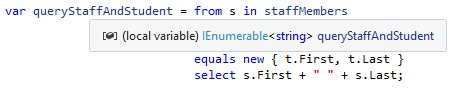 var queryStaffAndStudent = from s in staffMembers
(local variable) IEnumerable<string> queryStaffAndStudent
equals new { t.First, t.Last }
select s.First + " " + s.Last;